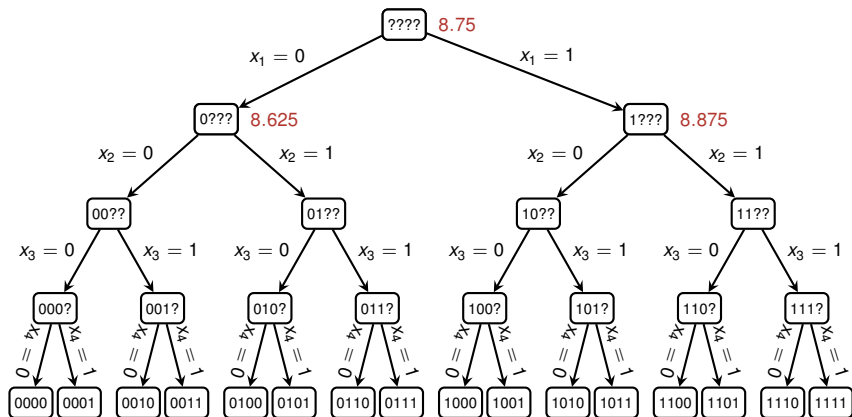 ???? 8.75
x₁ = 0 x₁ = 1
0??? 8.625 1??? 8.875
x₂ = 0 x₂ = 1 x₂ = 0 x₂ = 1
00?? 01?? 10?? 11??
x₃ = 0 x₃ = 1 x₃ = 0 x₃ = 1 x₃ = 0 x₃ = 1 x₃ = 0 x₃ = 1
000? 001? 010? 011? 100? 101? 110? 111?
x₄ = 0 x₄ = 1 x₄ = 0 x₄ = 1 x₄ = 0 x₄ = 1 x₄ = 0 x₄ = 1 x₄ = 0 x₄ = 1 x₄ = 0 x₄ = 1 x₄ = 0 x₄ = 1 x₄ = 0 x₄ = 1
0000 0001 0010 0011 0100 0101 0110 0111 1000 1001 1010 1011 1100 1101 1110 1111